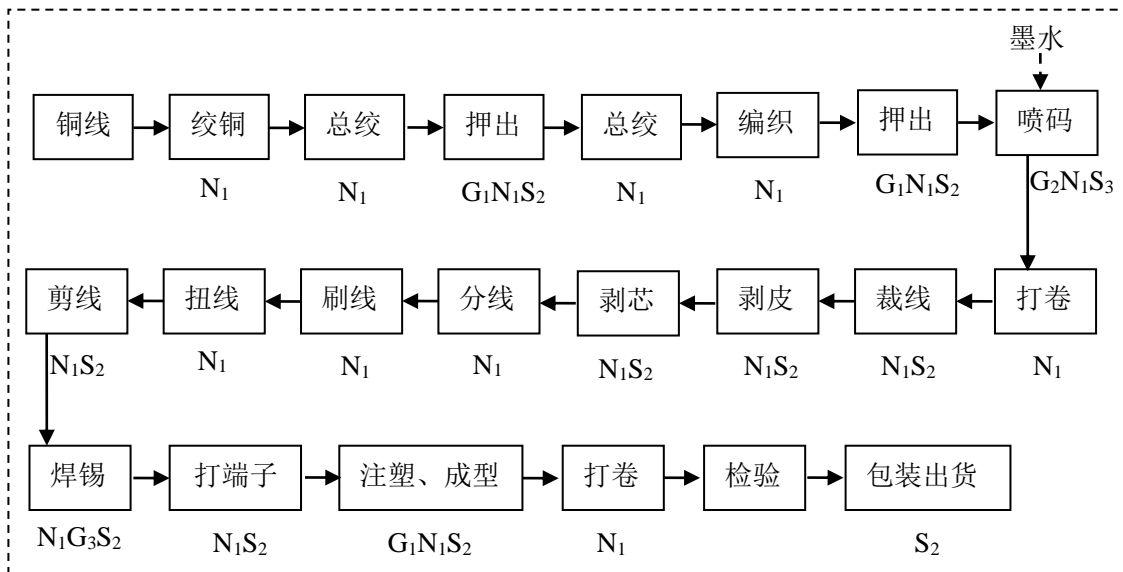 墨水
铜线 绞铜 总绞 押出 总绞 编织 押出 喷码
N₁ N₁ G₁N₁S₂ N₁ N₁ G₁N₁S₂ G₂N₁S₃
剪线 扭线 刷线 分线 剥芯 剥皮 裁线 打卷
N₁S₂ N₁ N₁ N₁ N₁S₂ N₁S₂ N₁S₂ N₁
焊锡 打端子 注塑、成型 打卷 检验 包装出货
N₁G₃S₂ N₁S₂ G₁N₁S₂ N₁ S₂